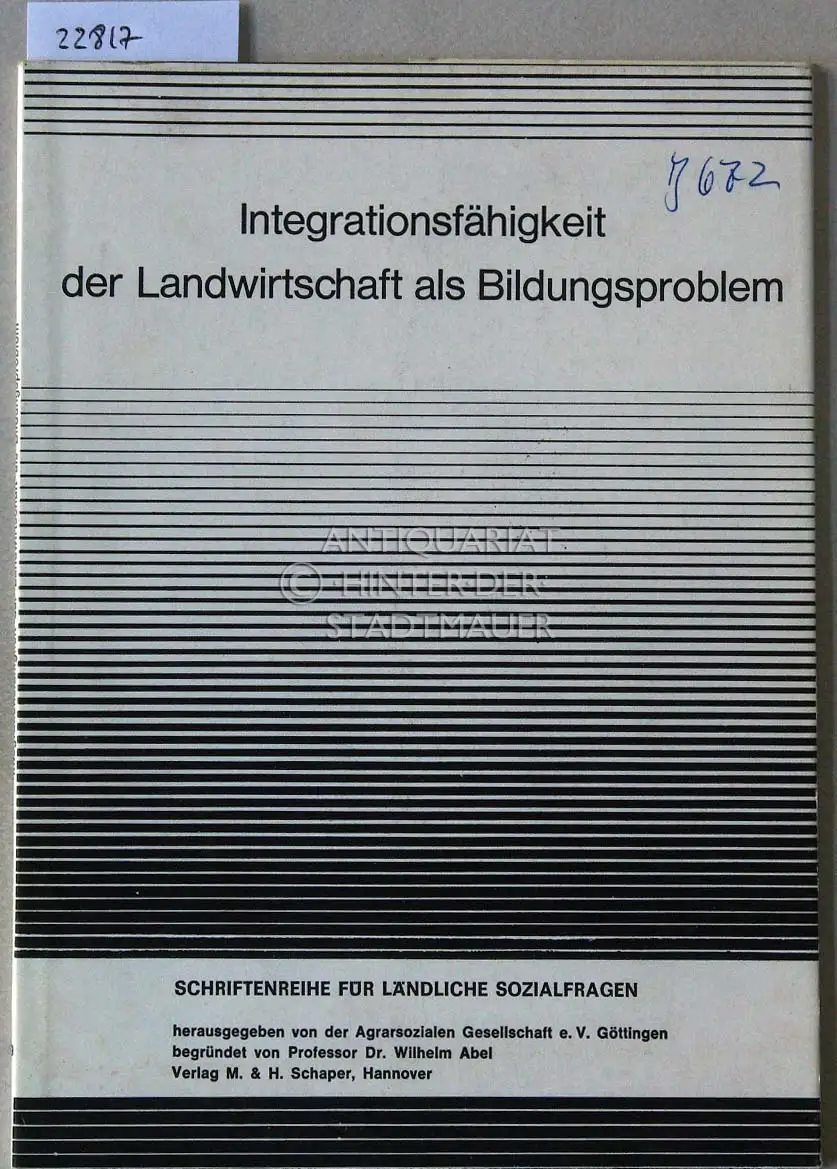 22817
J 672
Integrationsfähigkeit
der Landwirtschaft als Bildungsproblem
ANTIQUARIAT
© HINTER·DER·
STADTMAUER
SCHRIFTENREIHE FÜR LÄNDLICHE SOZIALFRAGEN
herausgegeben von der Agrarsozialen Gesellschaft e. V. Göttingen
begründet von Professor Dr. Wilhelm Abel
Verlag M. & H. Schaper, Hannover